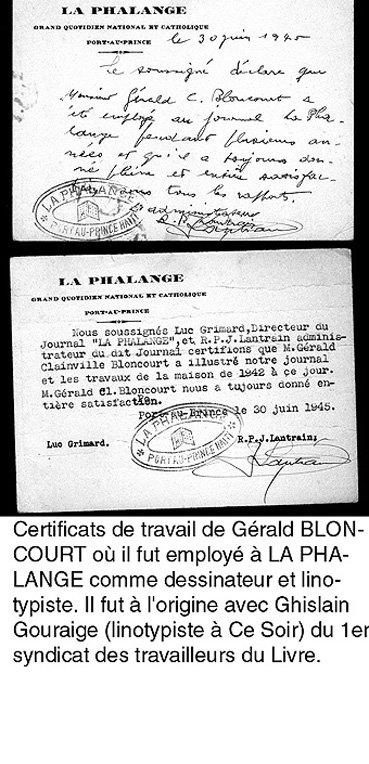 LA PHALANGE
GRAND QUOTIDIEN NATIONAL ET CATHOLIQUE
PORT-AU-PRINCE
le 30 juin 1945
Le soussigné déclare que
Monsieur Gérald C. Bloncourt a
été employé au journal La Pha-
lange pendant plusieurs an-
nées et qu'il a toujours don-
né pleine et entière satisfac-
tion sous tous les rapports.
administrateur
R. P. J. Lantrain
LA PHALANGE
PORT AU-PRINCE HAITI
LA PHALANGE
GRAND QUOTIDIEN NATIONAL ET CATHOLIQUE
PORT-AU-PRINCE
Nous soussignés Luc Grimard,Directeur du
Journal "LA PHALANGE",et R.P.J.Lantrain adminis-
trateur du dit Journal certifions que M.Gérald
Clainville Bloncourt a illustré notre journal
et les travaux de la maison de 1942 à ce jour.
M.Gérald Cl.Bloncourt nous a tujours donné en-
tière satisfaction.
Port-au-Prince le 30 juin 1945.
Luc Grimard. R.P.J.Lantrain;
LA PHALANGE
PORT AU-PRINCE HAITI
Lantrain
Certificats de travail de Gérald BLON-
COURT où il fut employé à LA PHA-
LANGE comme dessinateur et lino-
typiste. Il fut à l'origine avec Ghislain
Gouraige (linotypiste à Ce Soir) du 1er
syndicat des travailleurs du Livre.